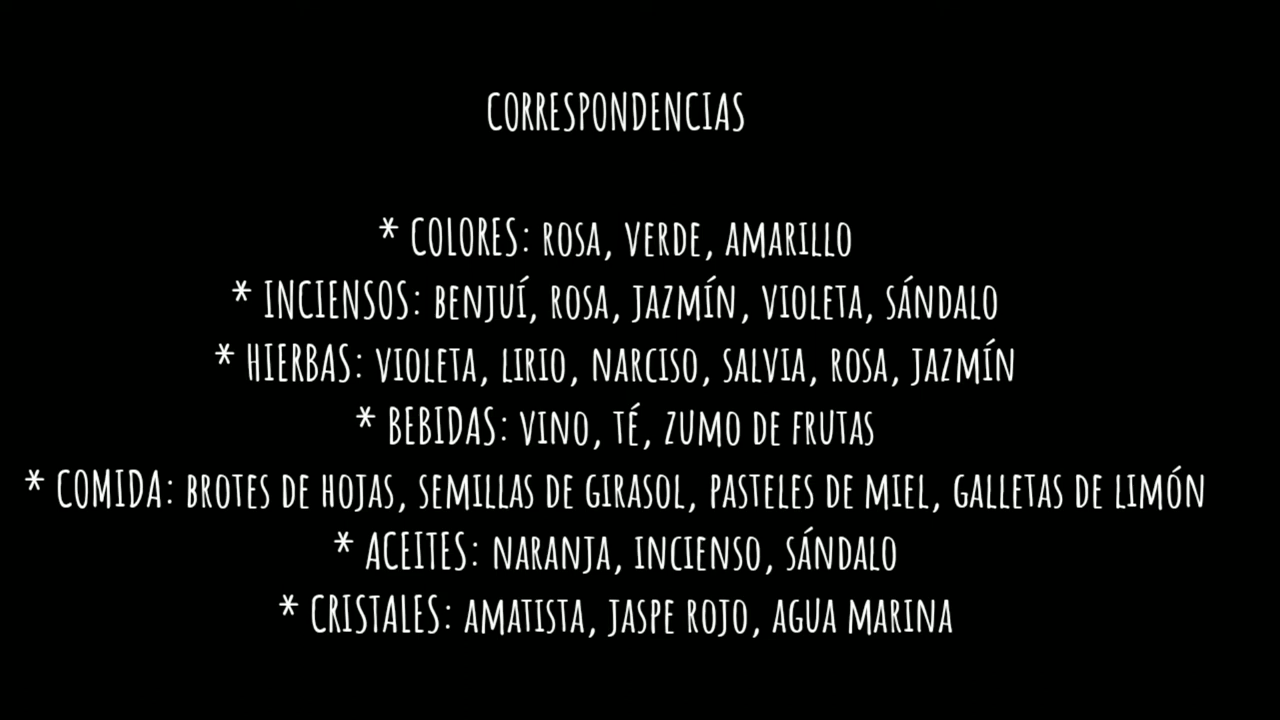 CORRESPONDENCIAS
* COLORES: ROSA, VERDE, AMARILLO
* INCIENSOS: BENJUÍ, ROSA, JAZMÍN, VIOLETA, SÁNDALO
* HIERBAS: VIOLETA, LIRIO, NARCISO, SALVIA, ROSA, JAZMÍN
* BEBIDAS: VINO, TÉ, ZUMO DE FRUTAS
* COMIDA: BROTES DE HOJAS, SEMILLAS DE GIRASOL, PASTELES DE MIEL, GALLETAS DE LIMÓN
* ACEITES: NARANJA, INCIENSO, SÁNDALO
* CRISTALES: AMATISTA, JASPE ROJO, AGUA MARINA